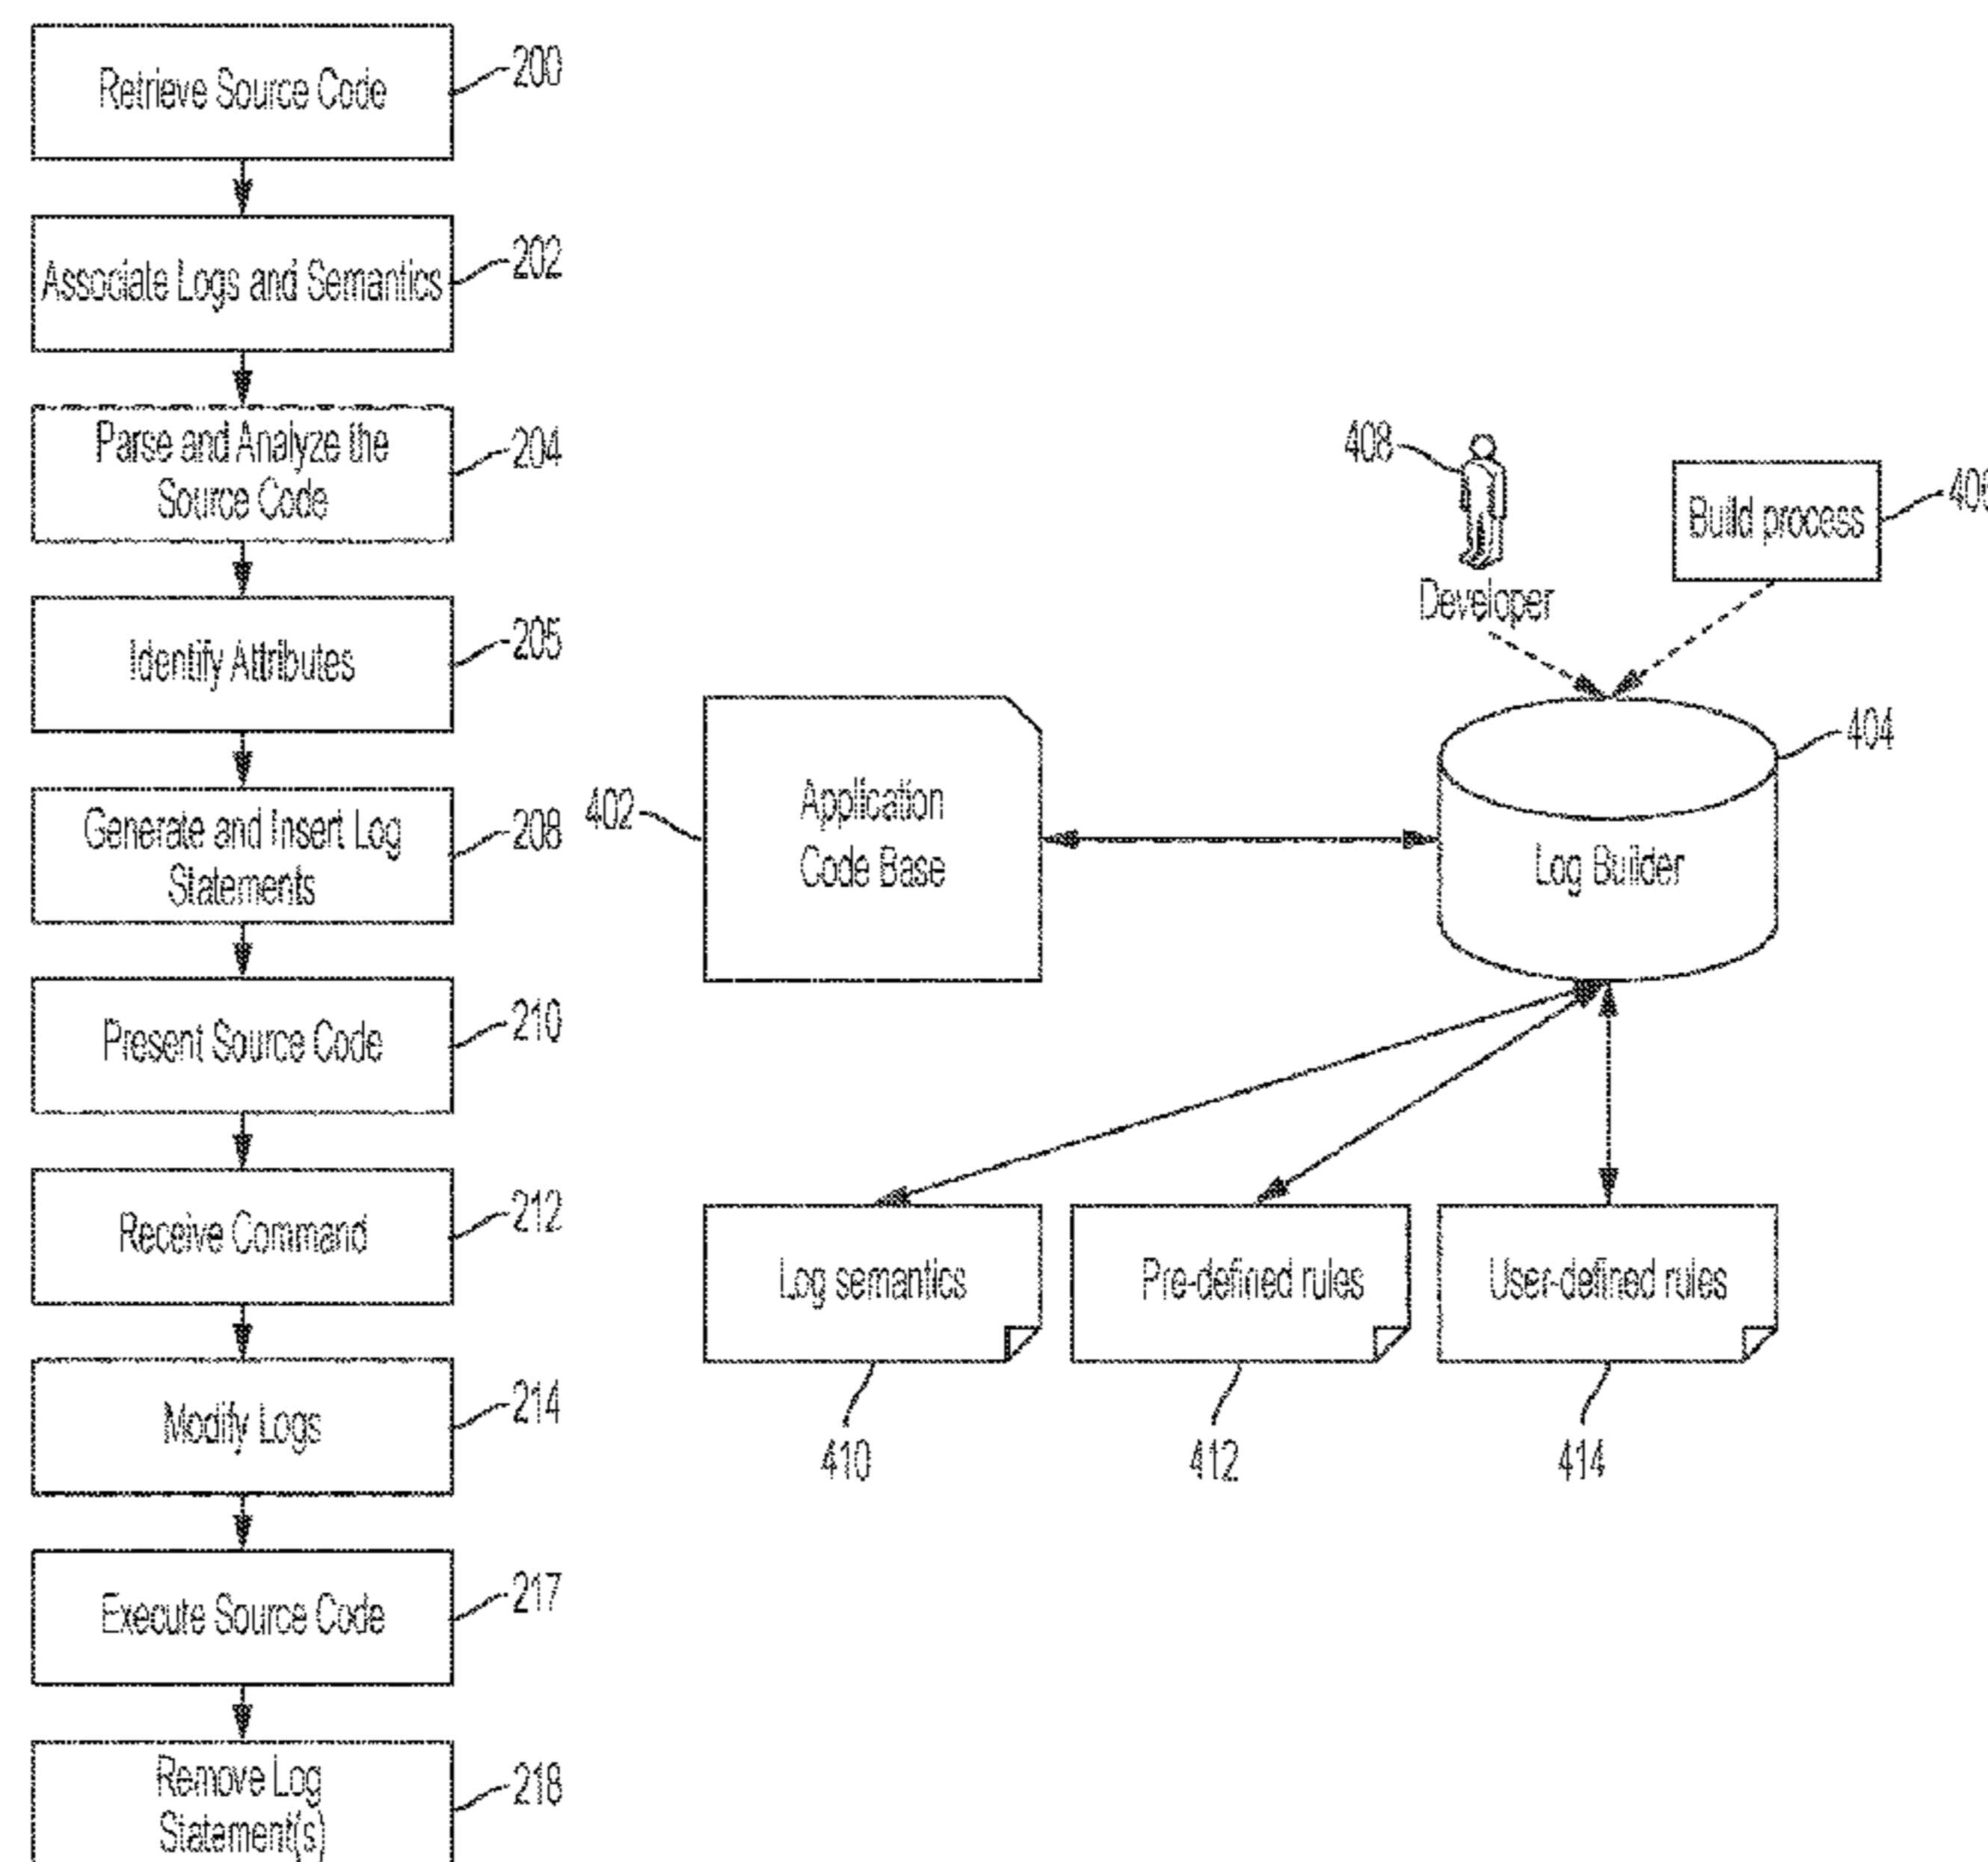 Retrieve Source Code
200
Associate Logs and Semantics
202
Parse and Analyze the
Source Code
204
Identify Attributes
205
Generate and Insert Log
Statements
208
Present Source Code
210
Receive Command
212
Modify Logs
214
Execute Source Code
217
Remove Log
Statement(s)
218
408
Developer
Build process
402
Application
Code Base
404
Log Builder
Log semantics
Pre-defined rules
User-defined rules
410
412
414